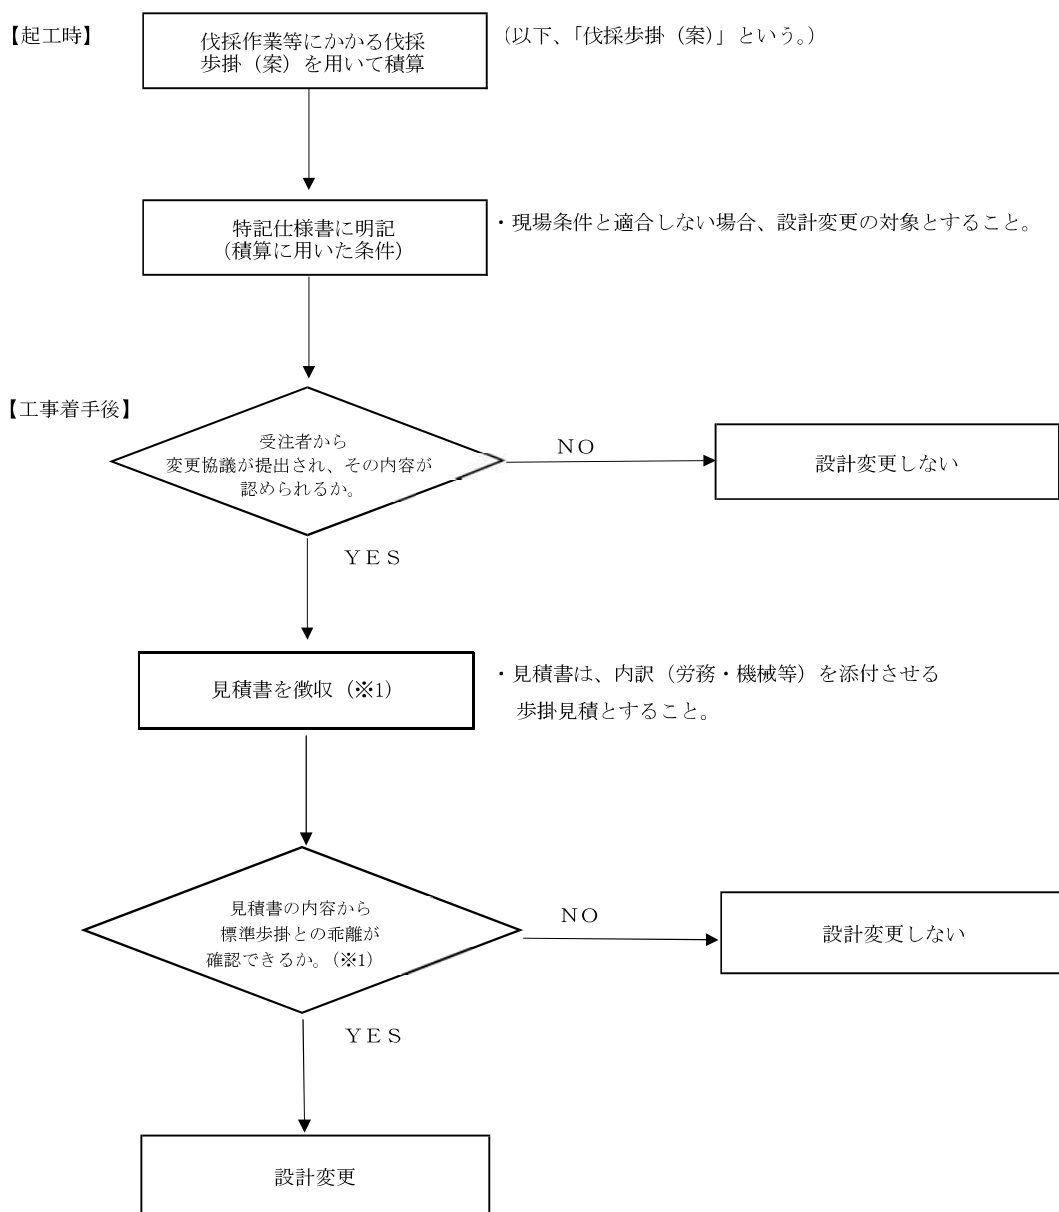 【起工時】
伐採作業等にかかる伐採
歩掛（案）を用いて積算
（以下、「伐採歩掛（案）」という。）
特記仕様書に明記
（積算に用いた条件）
・現場条件と適合しない場合、設計変更の対象とすること。
【工事着手後】
受注者から
変更協議が提出され、その内容が
認められるか。
ＮＯ
設計変更しない
ＹＥＳ
見積書を徴収（※1）
・見積書は、内訳（労務・機械等）を添付させる
歩掛見積とすること。
見積書の内容から
標準歩掛との乖離が
確認できるか。（※1）
ＮＯ
設計変更しない
ＹＥＳ
設計変更